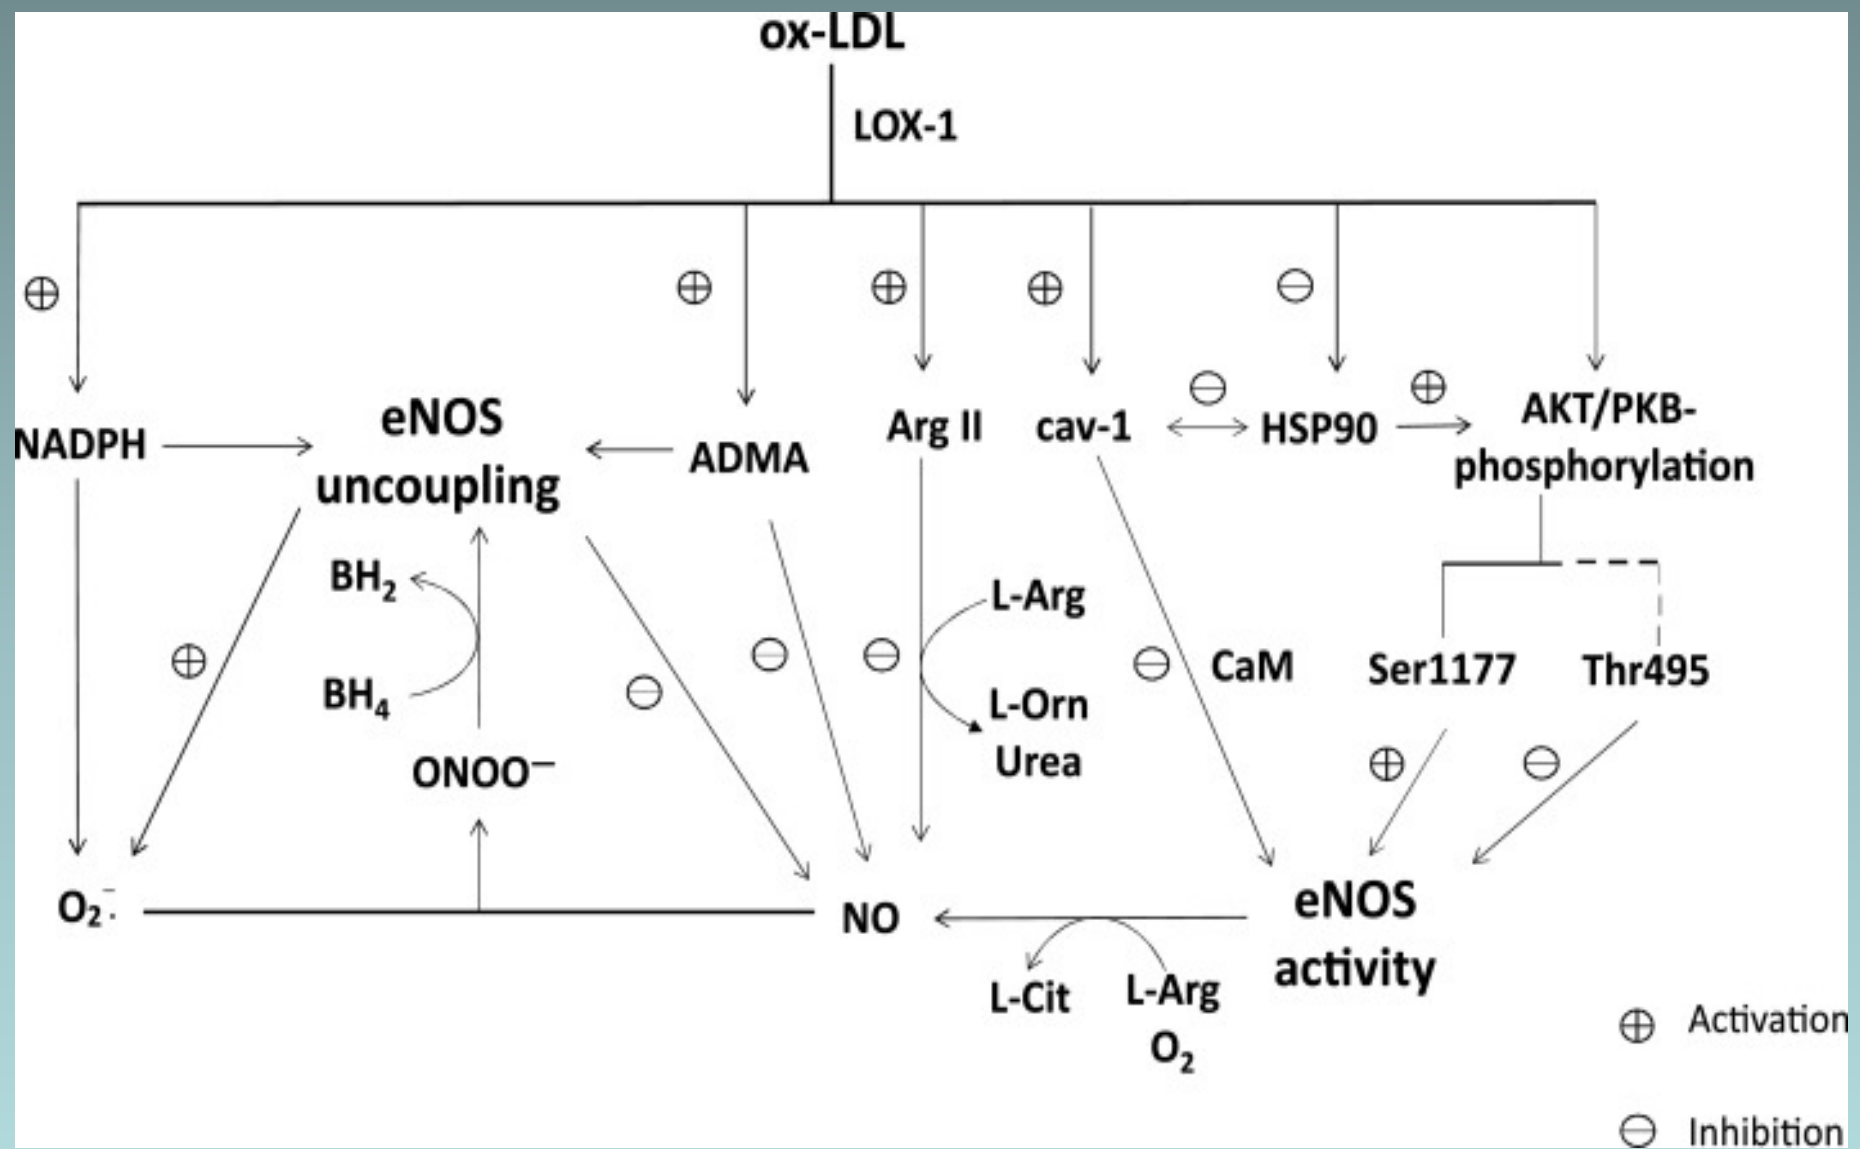 ox-LDL
LOX-1
⊕
⊕
⊕
⊕
⊖
NADPH
eNOS
uncoupling
ADMA
Arg II
cav-1
⊖
HSP90
⊕
AKT/PKB-
phosphorylation
BH₂
BH₄
⊕
ONOO⁻
⊖
⊖
⊖
L-Arg
L-Orn
Urea
⊖
CaM
Ser1177
Thr495
⊕
⊖
O₂⁻·
NO
eNOS
activity
L-Cit
L-Arg
O₂
⊕ Activation
⊖ Inhibition